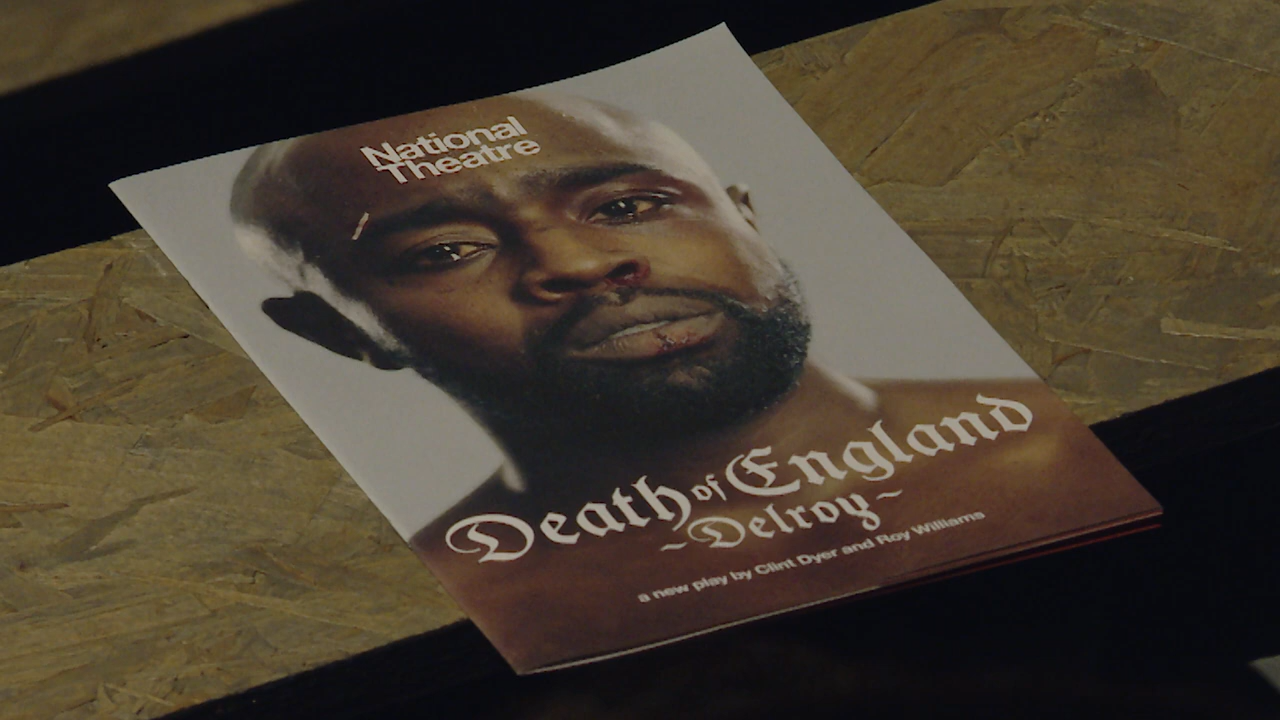 National
Theatre
Death of England
~Delroy~
a new play by Clint Dyer and Roy Williams